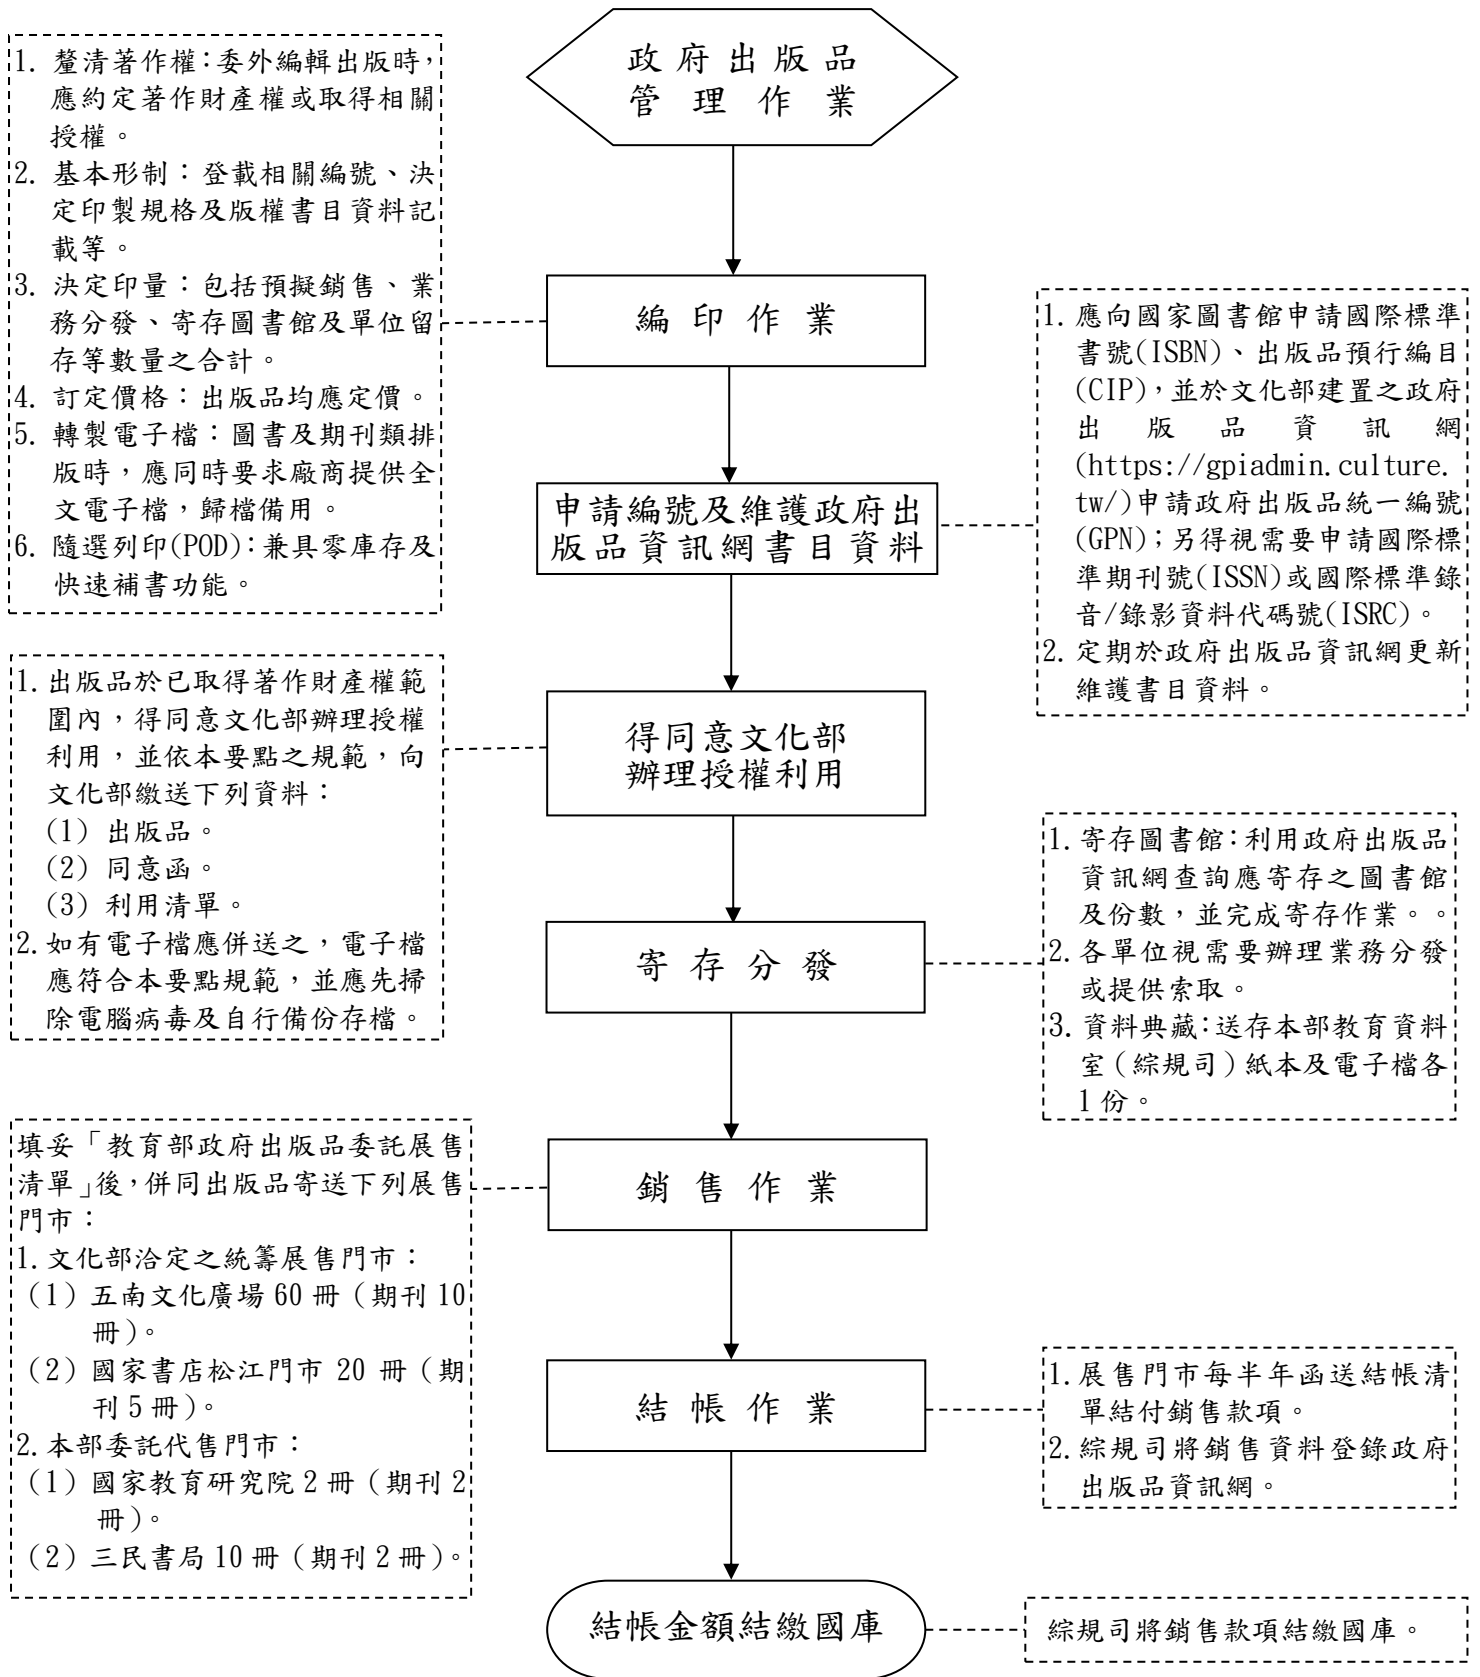 政府出版品
管理作業
1. 釐清著作權：委外編輯出版時，
應約定著作財產權或取得相關
授權。
2. 基本形制：登載相關編號、決
定印製規格及版權書目資料記
載等。
3. 決定印量：包括預擬銷售、業
務分發、寄存圖書館及單位留
存等數量之合計。
4. 訂定價格：出版品均應定價。
5. 轉製電子檔：圖書及期刊類排
版時，應同時要求廠商提供全
文電子檔，歸檔備用。
6. 隨選列印(POD)：兼具零庫存及
快速補書功能。
編印作業
1. 應向國家圖書館申請國際標準
書號(ISBN)、出版品預行編目
(CIP)，並於文化部建置之政府
出版品資訊網
(https://gpiadmin.culture.
tw/)申請政府出版品統一編號
(GPN)；另得視需要申請國際標
準期刊號(ISSN)或國際標準錄
音/錄影資料代碼號(ISRC)。
2. 定期於政府出版品資訊網更新
維護書目資料。
申請編號及維護政府出
版品資訊網書目資料
1. 出版品於已取得著作財產權範
圍內，得同意文化部辦理授權
利用，並依本要點之規範，向
文化部繳送下列資料：
(1) 出版品。
(2) 同意函。
(3) 利用清單。
2. 如有電子檔應併送之，電子檔
應符合本要點規範，並應先掃
除電腦病毒及自行備份存檔。
得同意文化部
辦理授權利用
1. 寄存圖書館：利用政府出版品
資訊網查詢應寄存之圖書館
及份數，並完成寄存作業。。
2. 各單位視需要辦理業務分發
或提供索取。
3. 資料典藏：送存本部教育資料
室（綜規司）紙本及電子檔各
1 份。
寄存分發
填妥「教育部政府出版品委託展售
清單」後，併同出版品寄送下列展售
門市：
1. 文化部洽定之統籌展售門市：
（1）五南文化廣場 60 冊（期刊 10
冊）。
（2）國家書店松江門市 20 冊（期
刊 5 冊）。
2. 本部委託代售門市：
（1）國家教育研究院 2 冊（期刊 2
冊）。
（2）三民書局 10 冊（期刊 2 冊）。
銷售作業
結帳作業
1. 展售門市每半年函送結帳清
單結付銷售款項。
2. 綜規司將銷售資料登錄政府
出版品資訊網。
結帳金額結繳國庫
綜規司將銷售款項結繳國庫。